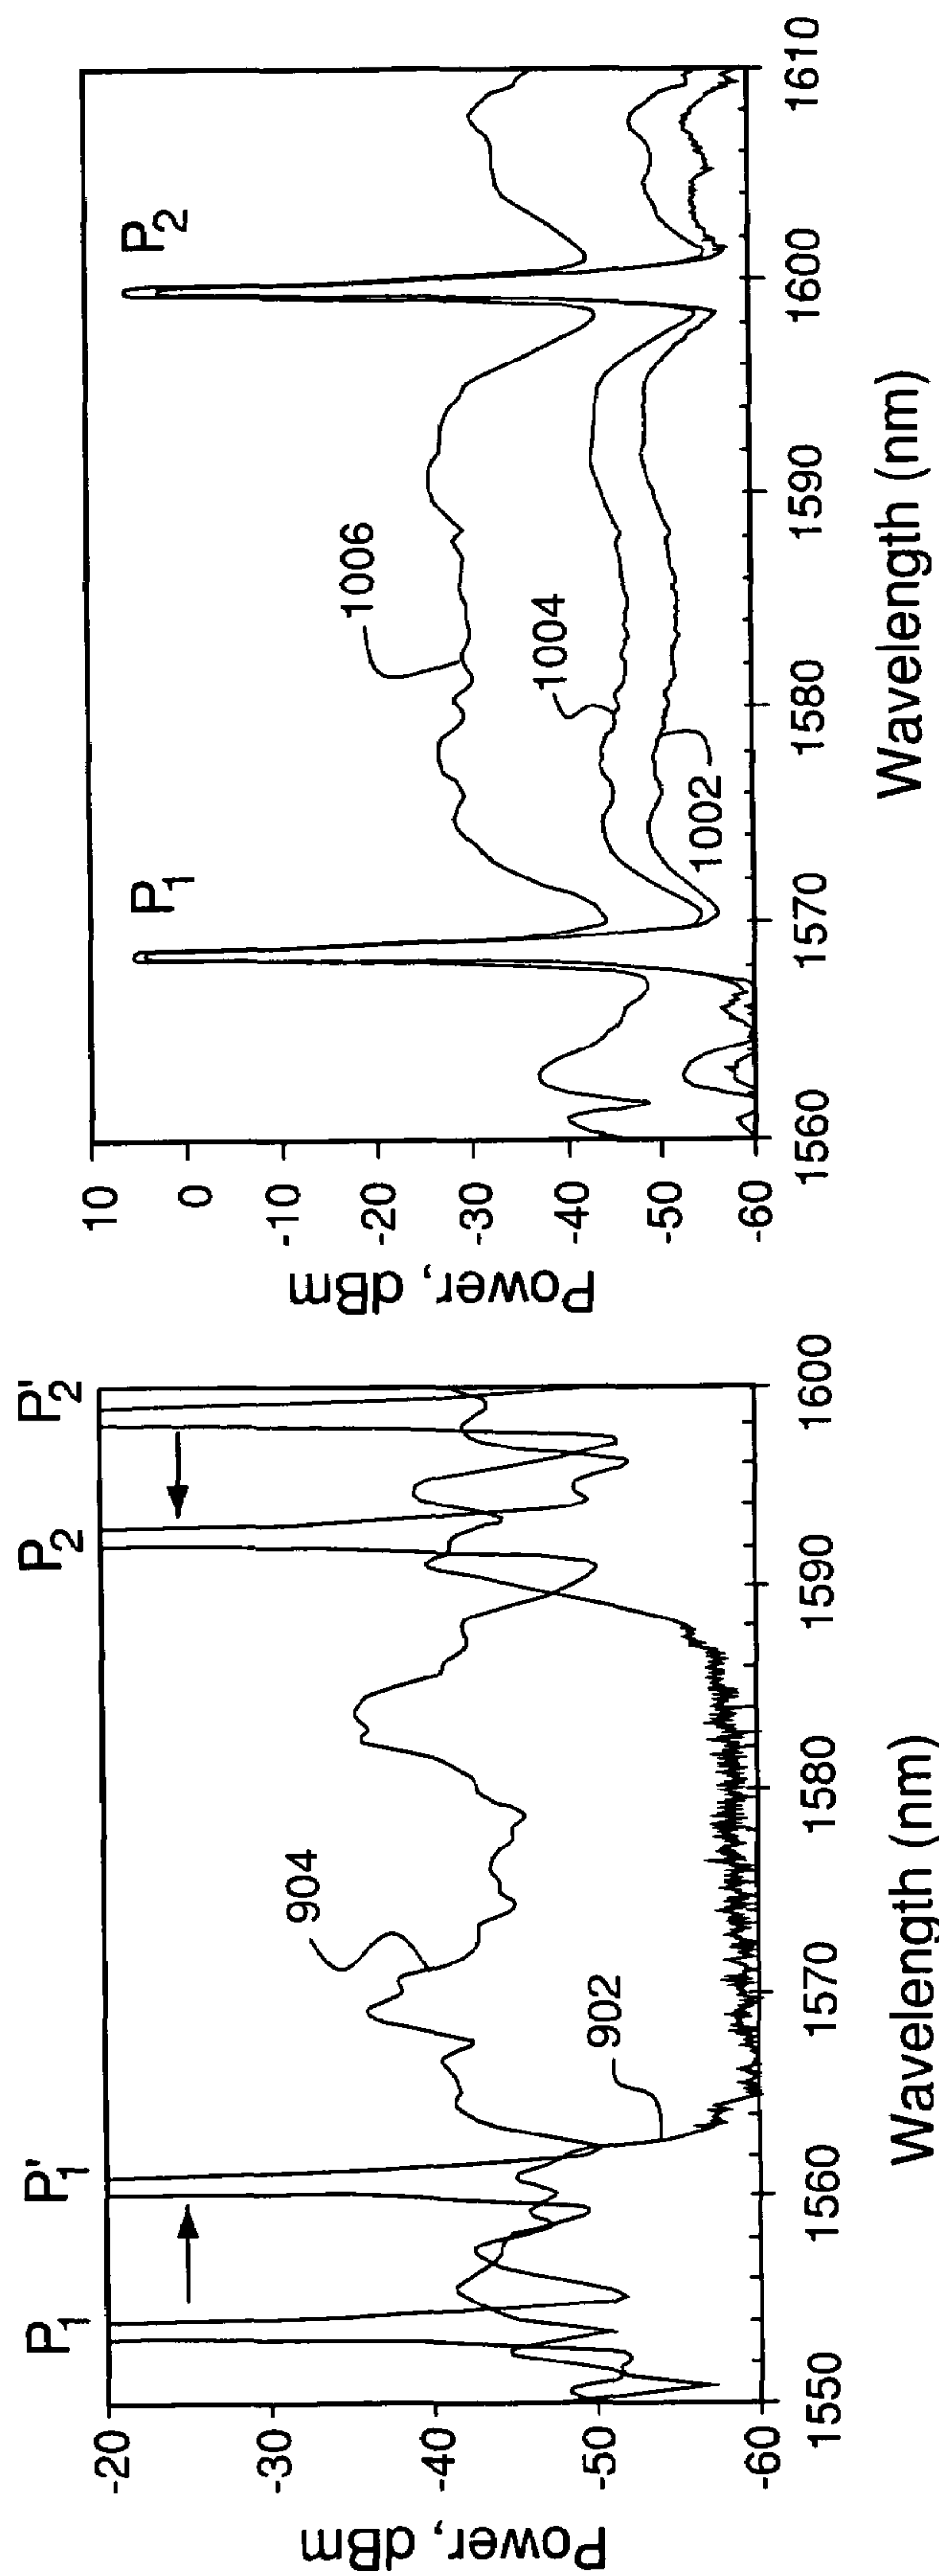 P1 P1' P2 P2'
-20
-30
-40
-50
-60
Power, dBm
904
902
1550 1560 1570 1580 1590 1600
Wavelength (nm)
P1 P2
10
0
-10
-20
-30
-40
-50
-60
Power, dBm
1006
1004
1002
1560 1570 1580 1590 1600 1610
Wavelength (nm)